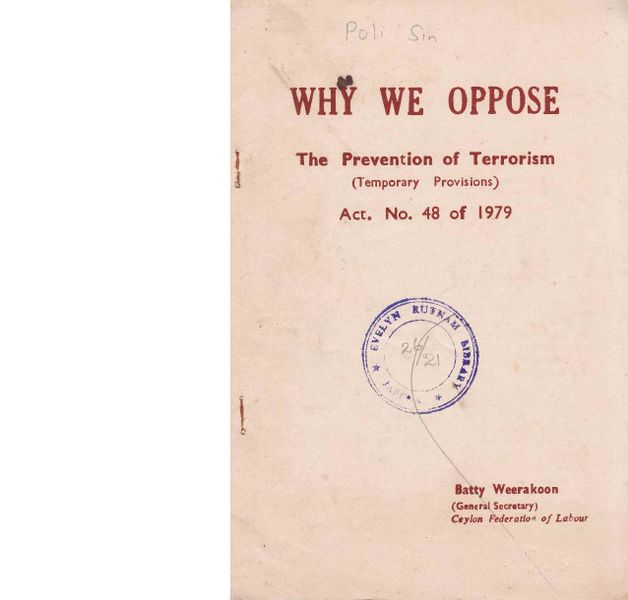 Poli Sin
WHY WE OPPOSE
The Prevention of Terrorism
(Temporary Provisions)
Act. No. 48 of 1979
EVELYN RUTNAM BIBRARY
26/21
Batty Weerakoon
(General Secretary)
Ceylon Federation of Labour